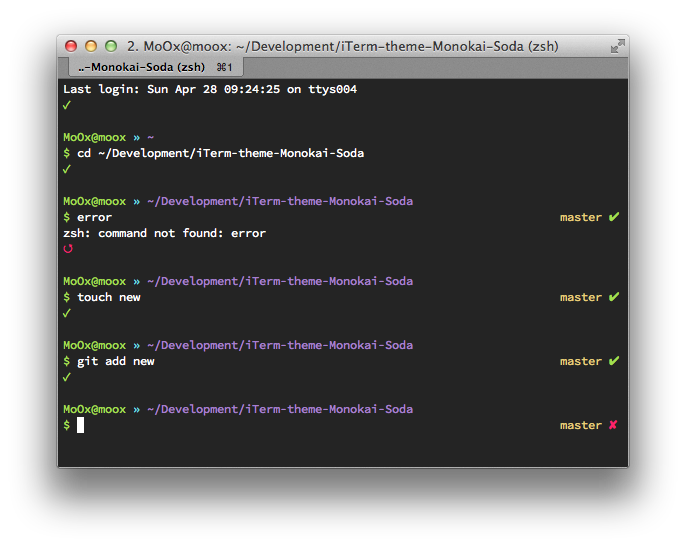 2. MoOx@moox: ~/Development/iTerm-theme-Monokai-Soda (zsh)
..-Monokai-Soda (zsh) ⌘1
Last login: Sun Apr 28 09:24:25 on ttys004
✓
MoOx@moox » ~
$ cd ~/Development/iTerm-theme-Monokai-Soda
✓
MoOx@moox » ~/Development/iTerm-theme-Monokai-Soda
$ error master ✔
zsh: command not found: error
↺
MoOx@moox » ~/Development/iTerm-theme-Monokai-Soda
$ touch new master ✔
✓
MoOx@moox » ~/Development/iTerm-theme-Monokai-Soda
$ git add new master ✔
✓
MoOx@moox » ~/Development/iTerm-theme-Monokai-Soda
$ master ✘